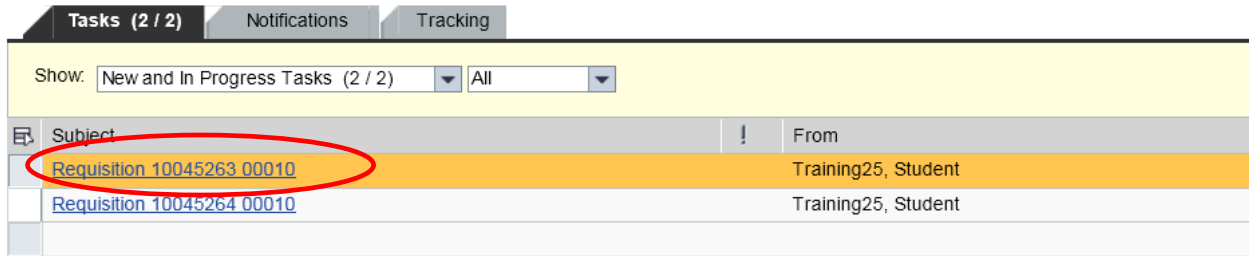 Tasks (2 / 2) Notifications Tracking
Show: New and In Progress Tasks (2 / 2) All
Subject ! From
Requisition 10045263 00010 Training25, Student
Requisition 10045264 00010 Training25, Student